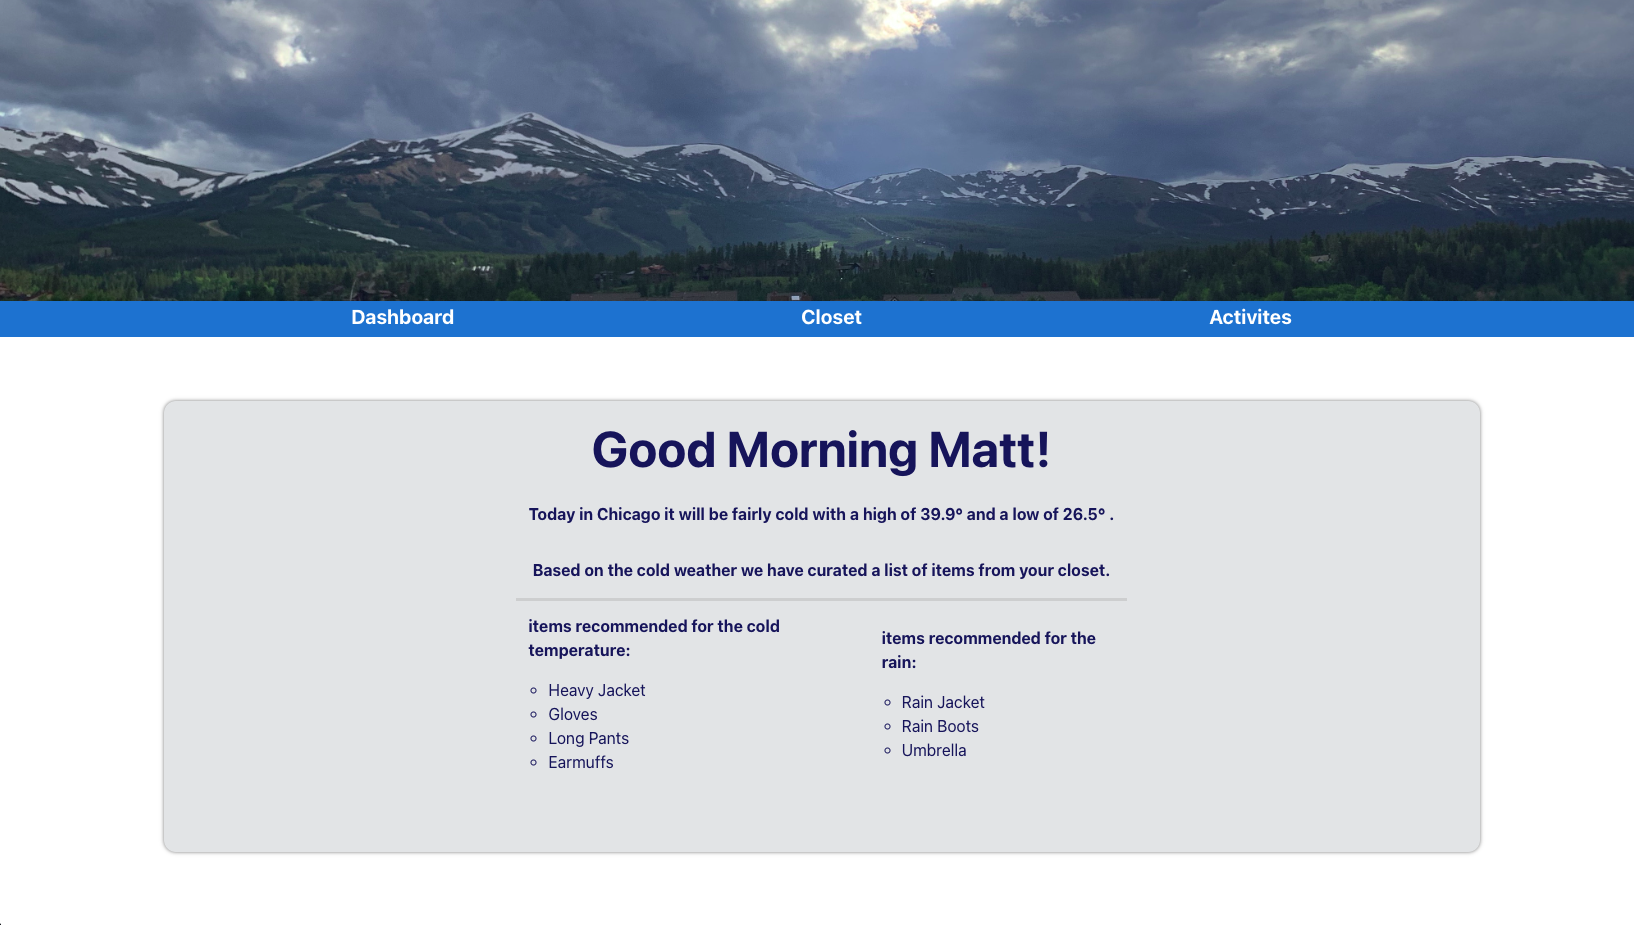 Dashboard Closet Activites
Good Morning Matt!
Today in Chicago it will be fairly cold with a high of 39.9° and a low of 26.5° .
Based on the cold weather we have curated a list of items from your closet.
items recommended for the cold
temperature:
Heavy Jacket
Gloves
Long Pants
Earmuffs
items recommended for the
rain:
Rain Jacket
Rain Boots
Umbrella